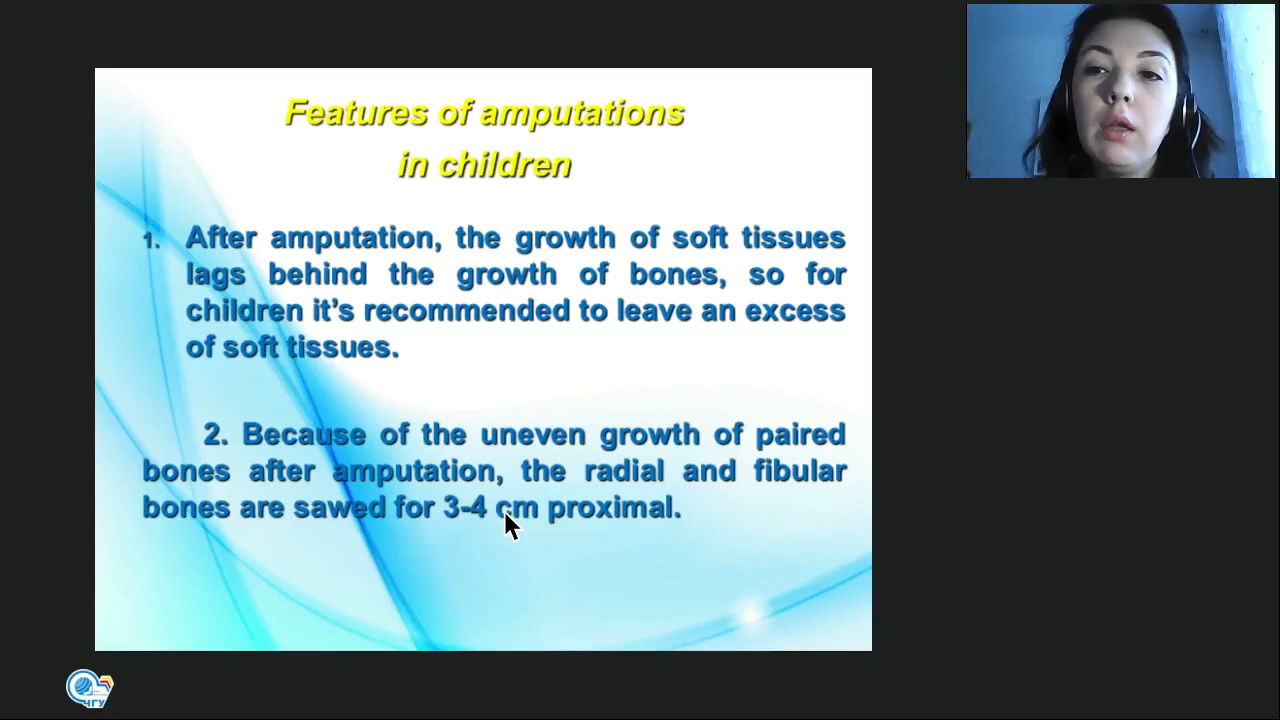 Features of amputations
in children
1. After amputation, the growth of soft tissues
lags behind the growth of bones, so for
children it’s recommended to leave an excess
of soft tissues.
2. Because of the uneven growth of paired
bones after amputation, the radial and fibular
bones are sawed for 3-4 cm proximal.
ЧГУ